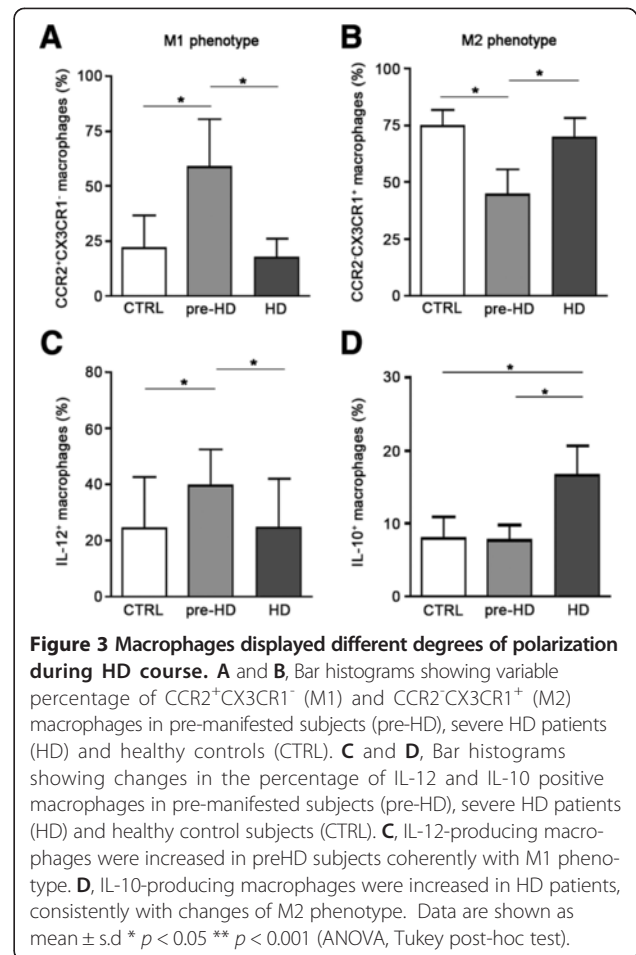 A
M1 phenotype
B
M2 phenotype
CCR2⁺CX3CR1⁻ macrophages (%)
100
75
50
25
0
*
*
CTRL
pre-HD
HD
CCR2⁻CX3CR1⁺ macrophages (%)
100
75
50
25
0
*
*
CTRL
pre-HD
HD
C
IL-12⁺ macrophages (%)
80
60
40
20
0
*
*
CTRL
pre-HD
HD
D
IL-10⁺ macrophages (%)
30
20
10
0
*
*
CTRL
pre-HD
HD
Figure 3 Macrophages displayed different degrees of polarization
during HD course. A and B, Bar histograms showing variable
percentage of CCR2⁺CX3CR1⁻ (M1) and CCR2⁻CX3CR1⁺ (M2)
macrophages in pre-manifested subjects (pre-HD), severe HD patients
(HD) and healthy controls (CTRL). C and D, Bar histograms
showing changes in the percentage of IL-12 and IL-10 positive
macrophages in pre-manifested subjects (pre-HD), severe HD patients
(HD) and healthy control subjects (CTRL). C, IL-12-producing macro-
phages were increased in preHD subjects coherently with M1 pheno-
type. D, IL-10-producing macrophages were increased in HD patients,
consistently with changes of M2 phenotype. Data are shown as
mean ± s.d * p < 0.05 ** p < 0.001 (ANOVA, Tukey post-hoc test).